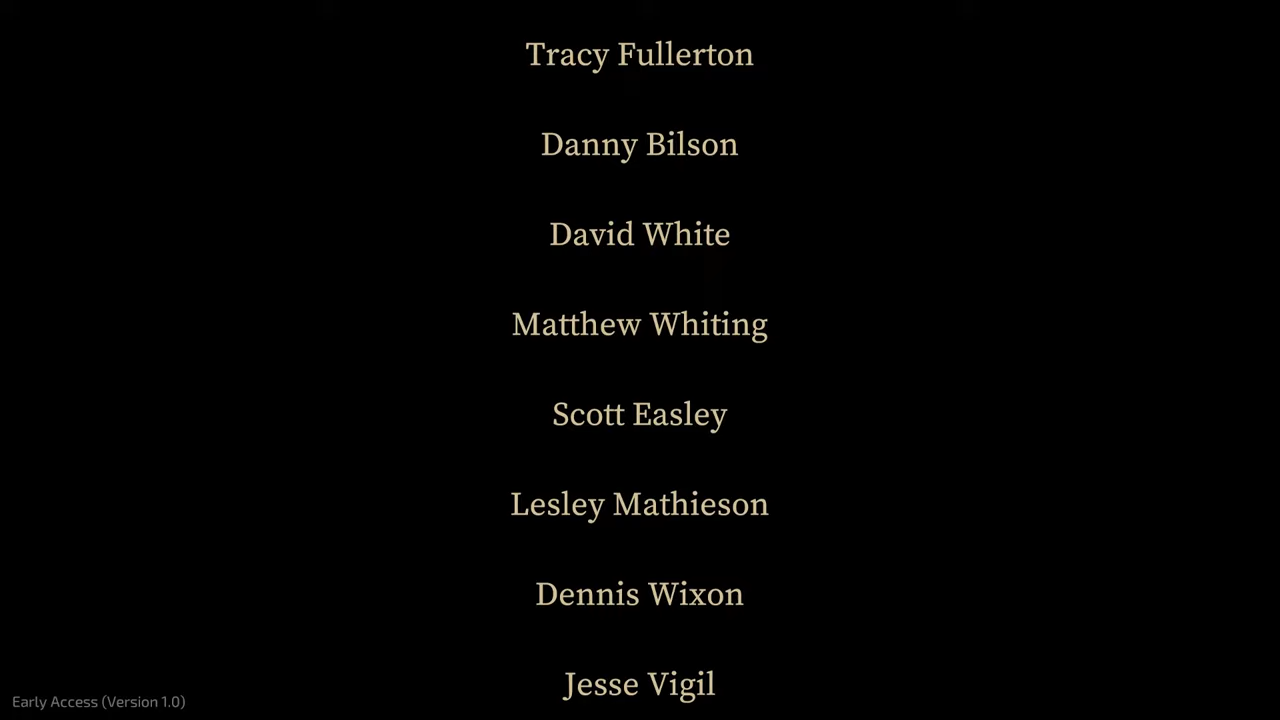 Tracy Fullerton
Danny Bilson
David White
Matthew Whiting
Scott Easley
Lesley Mathieson
Dennis Wixon
Jesse Vigil
Early Access (Version 1.0)